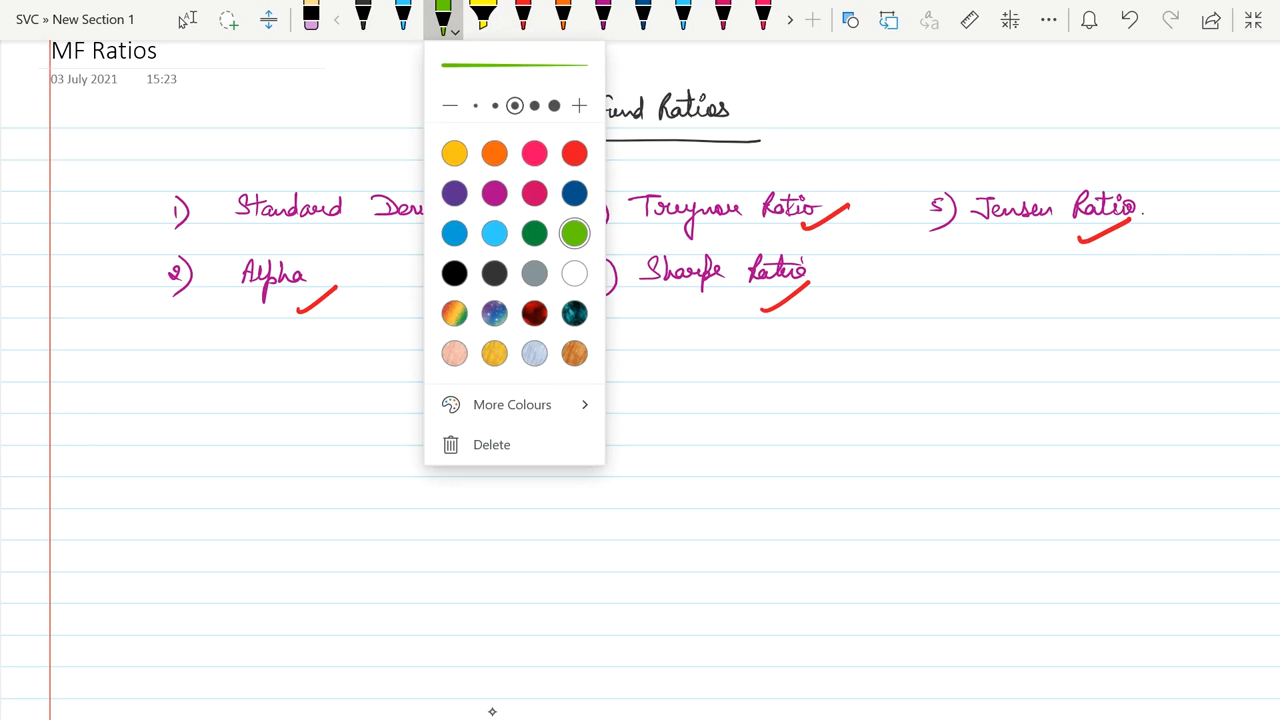 SVC » New Section 1
MF Ratios
03 July 2021 15:23
Fund Ratios
1) Standard Treynor Ratio 5) Jensen Ratio.
2) Alpha ) Sharpe Ratio
More Colours
Delete